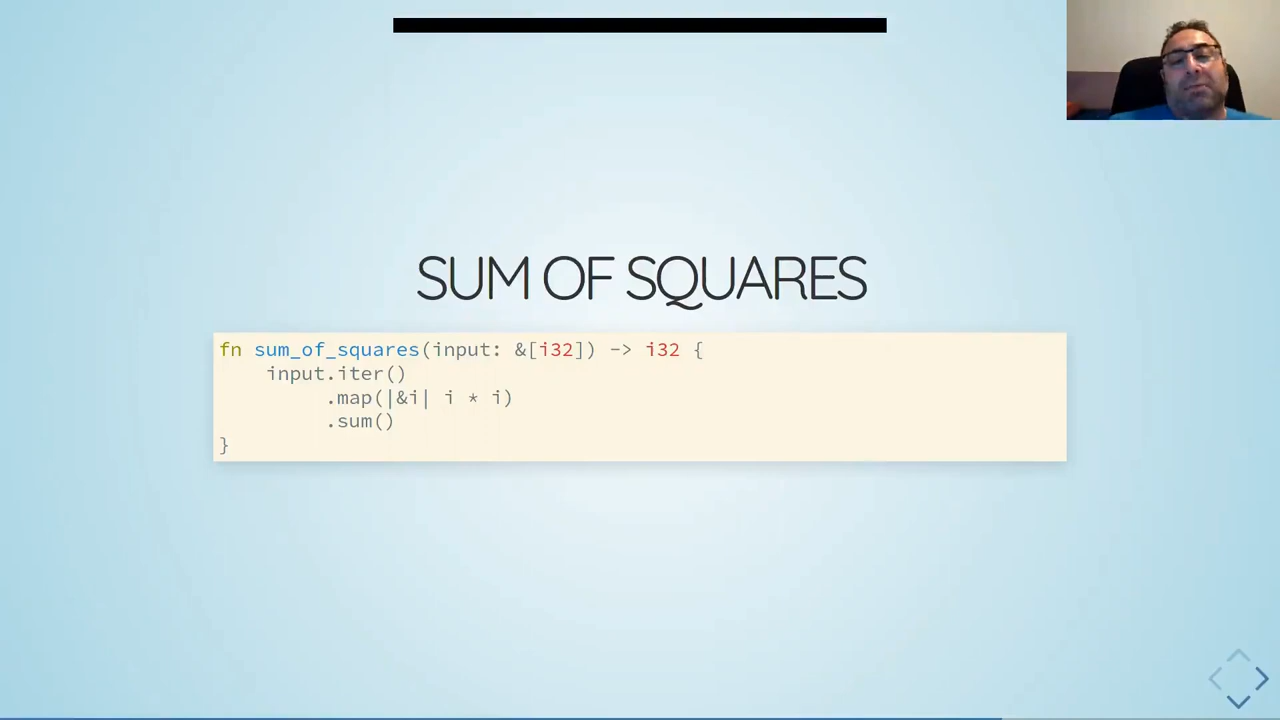 SUM OF SQUARES
fn sum_of_squares(input: &[i32]) -> i32 {
    input.iter()
         .map(|&i| i * i)
         .sum()
}